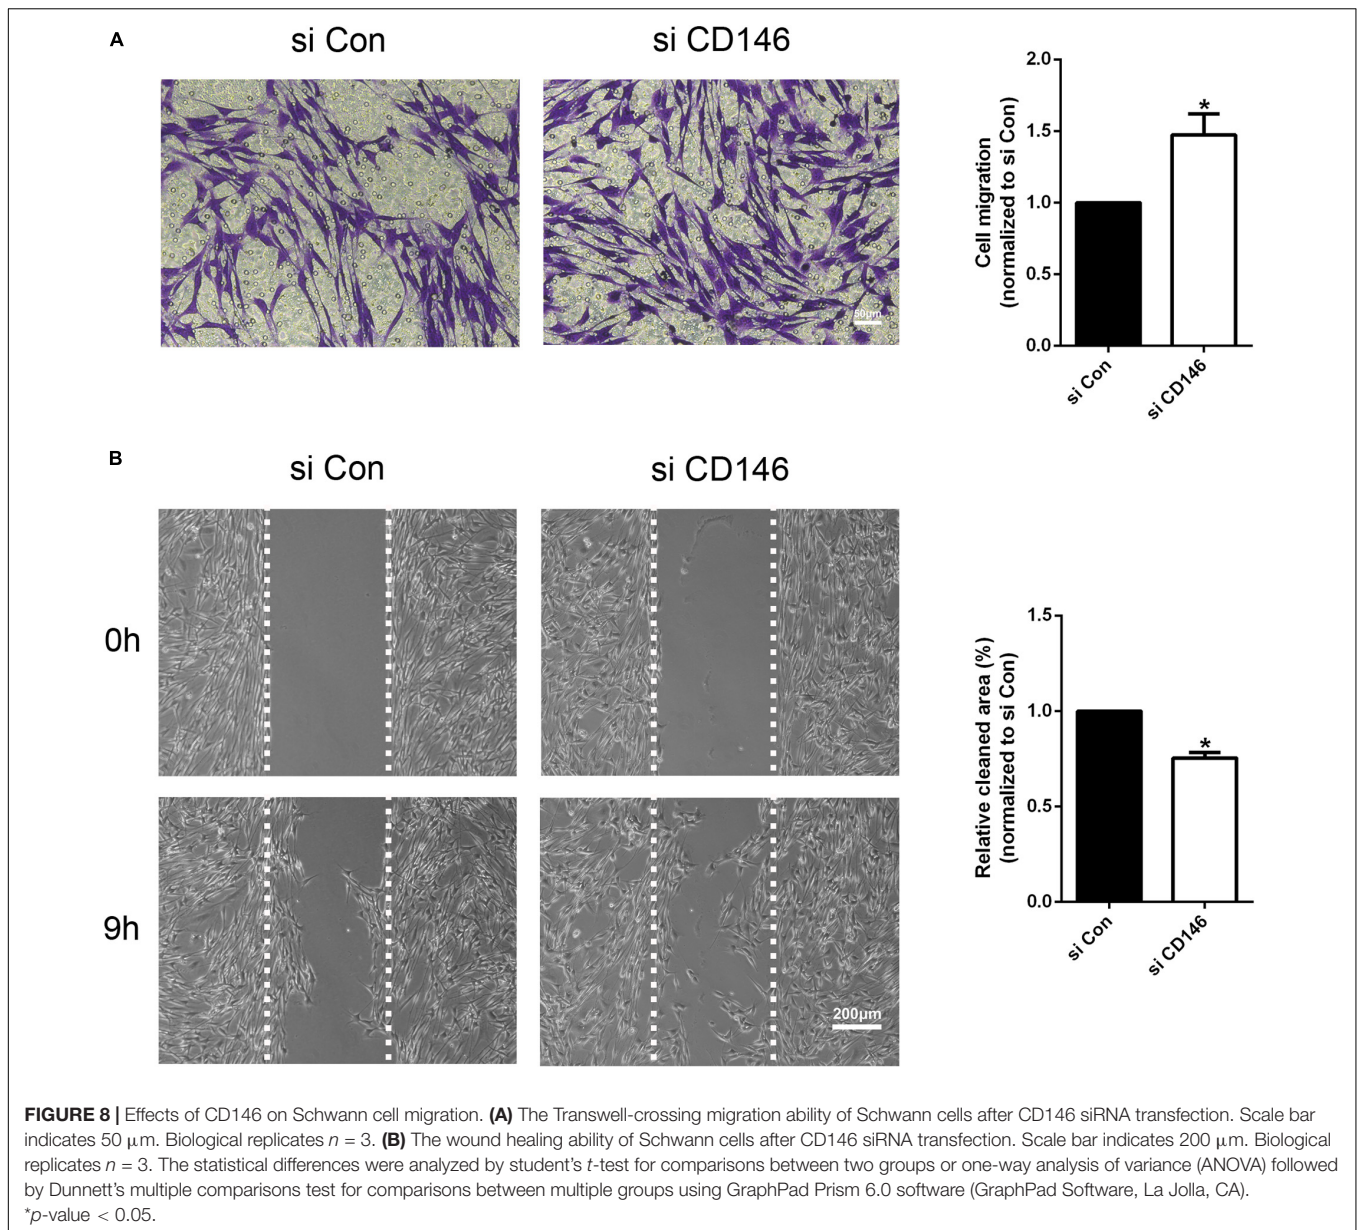 A
si Con
si CD146
50μm
2.0
1.5
1.0
0.5
0.0
Cell migration
(normalized to si Con)
*
si Con
si CD146
B
si Con
si CD146
0h
9h
200μm
1.5
1.0
0.5
0.0
Relative cleaned area (%)
(normalized to si Con)
*
si Con
si CD146
FIGURE 8 | Effects of CD146 on Schwann cell migration. (A) The Transwell-crossing migration ability of Schwann cells after CD146 siRNA transfection. Scale bar
indicates 50 μm. Biological replicates n = 3. (B) The wound healing ability of Schwann cells after CD146 siRNA transfection. Scale bar indicates 200 μm. Biological
replicates n = 3. The statistical differences were analyzed by student's t-test for comparisons between two groups or one-way analysis of variance (ANOVA) followed
by Dunnett's multiple comparisons test for comparisons between multiple groups using GraphPad Prism 6.0 software (GraphPad Software, La Jolla, CA).
*p-value < 0.05.